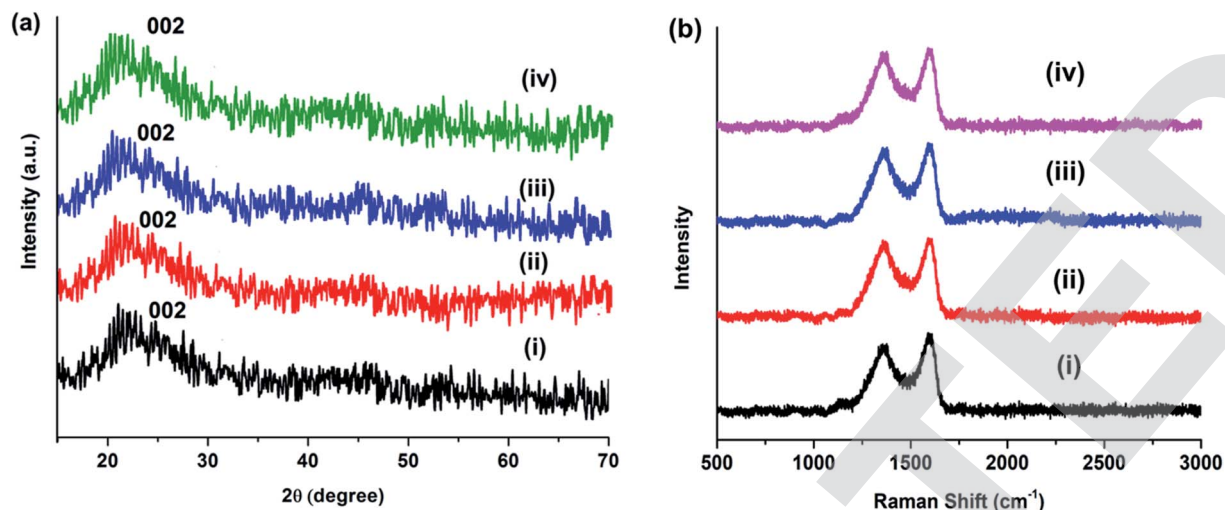 (a)
002
(iv)
002
(iii)
002
(ii)
002
(i)
Intensity (a.u.)
20 30 40 50 60 70
2θ (degree)
(b)
(iv)
(iii)
(ii)
(i)
Intensity
500 1000 1500 2000 2500 3000
Raman Shift (cm⁻¹)